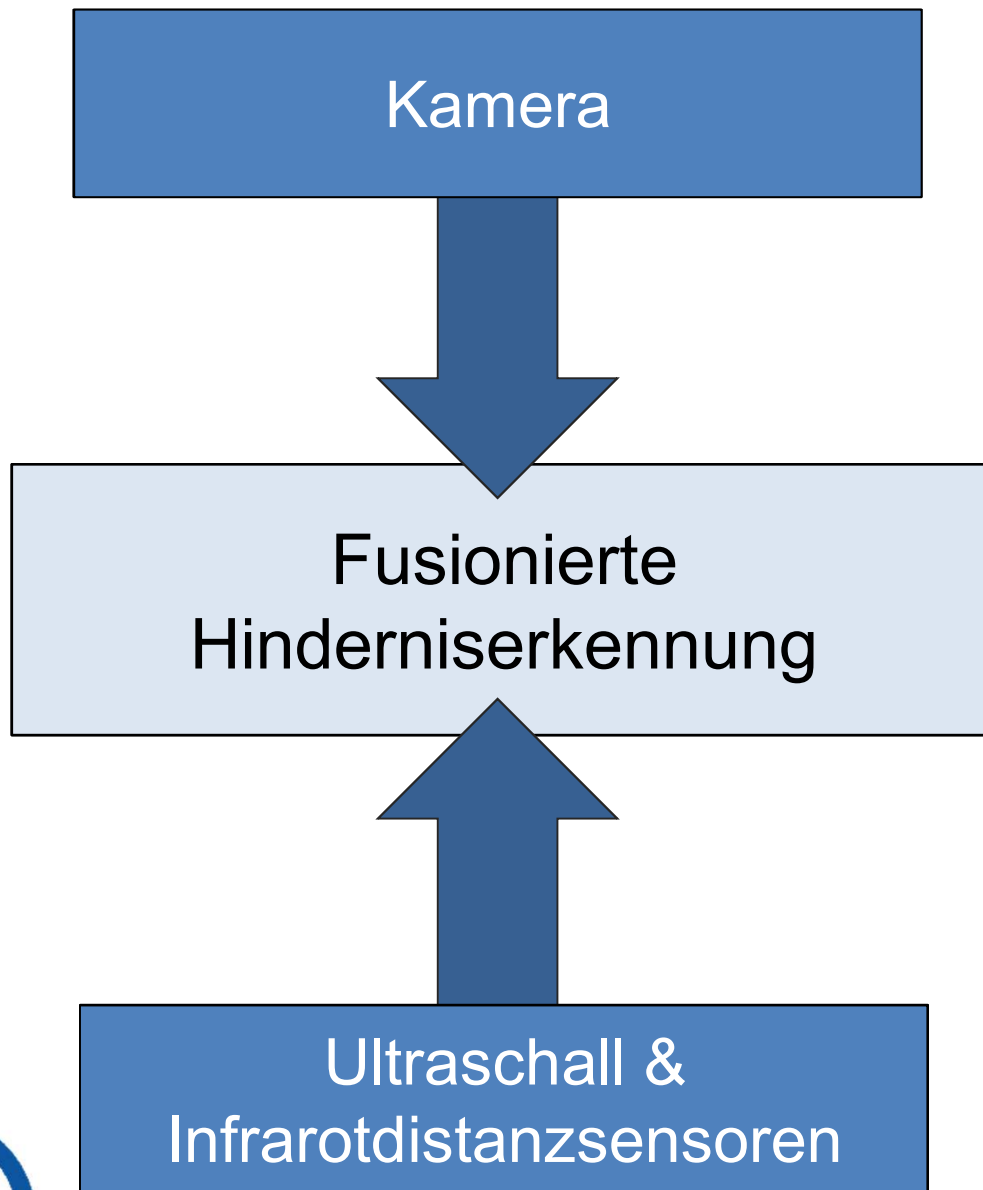 Kamera
Fusionierte
Hinderniserkennung
Ultraschall &
Infrarotdistanzsensoren